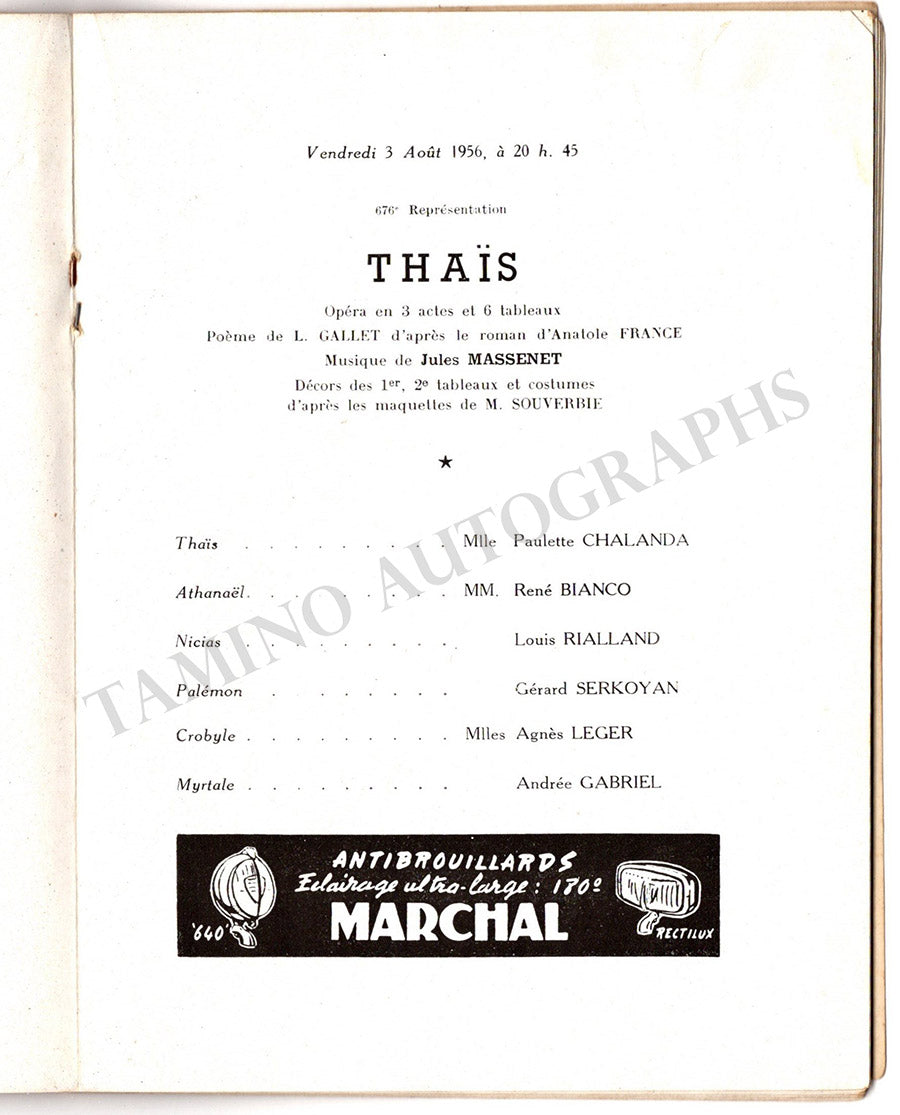 Vendredi 3 Août 1956, à 20 h. 45
676e Représentation
THAÏS
Opéra en 3 actes et 6 tableaux
Poème de L. GALLET d'après le roman d'Anatole FRANCE
Musique de Jules MASSENET
Décors des 1er, 2e tableaux et costumes
d'après les maquettes de M. SOUVERBIE
★
Thaïs . . . . . . . . . . Mlle Paulette CHALANDA
Athanaël. . . . . . . . . MM. René BIANCO
Nicias . . . . . . . . . . Louis RIALLAND
Palémon . . . . . . . . Gérard SERKOYAN
Crobyle . . . . . . . . . Mlles Agnès LEGER
Myrtale . . . . . . . . . Andrée GABRIEL
TAMINO AUTOGRAPHS
ANTIBROUILLARDS
Eclairage ultra-large : 180º
MARCHAL
'640'
RECTILUX